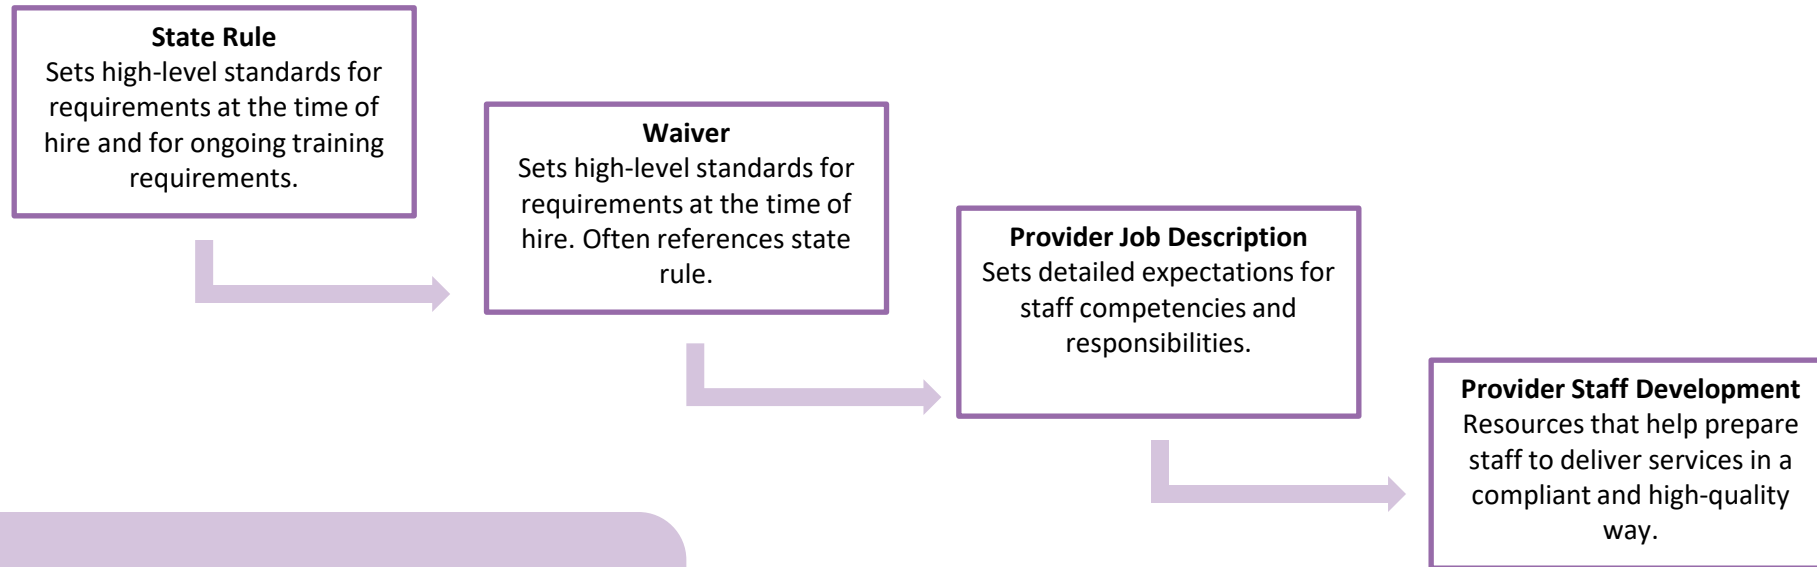 State Rule
Sets high-level standards for
requirements at the time of
hire and for ongoing training
requirements.
Waiver
Sets high-level standards for
requirements at the time of
hire. Often references state
rule.
Provider Job Description
Sets detailed expectations for
staff competencies and
responsibilities.
Provider Staff Development
Resources that help prepare
staff to deliver services in a
compliant and high-quality
way.